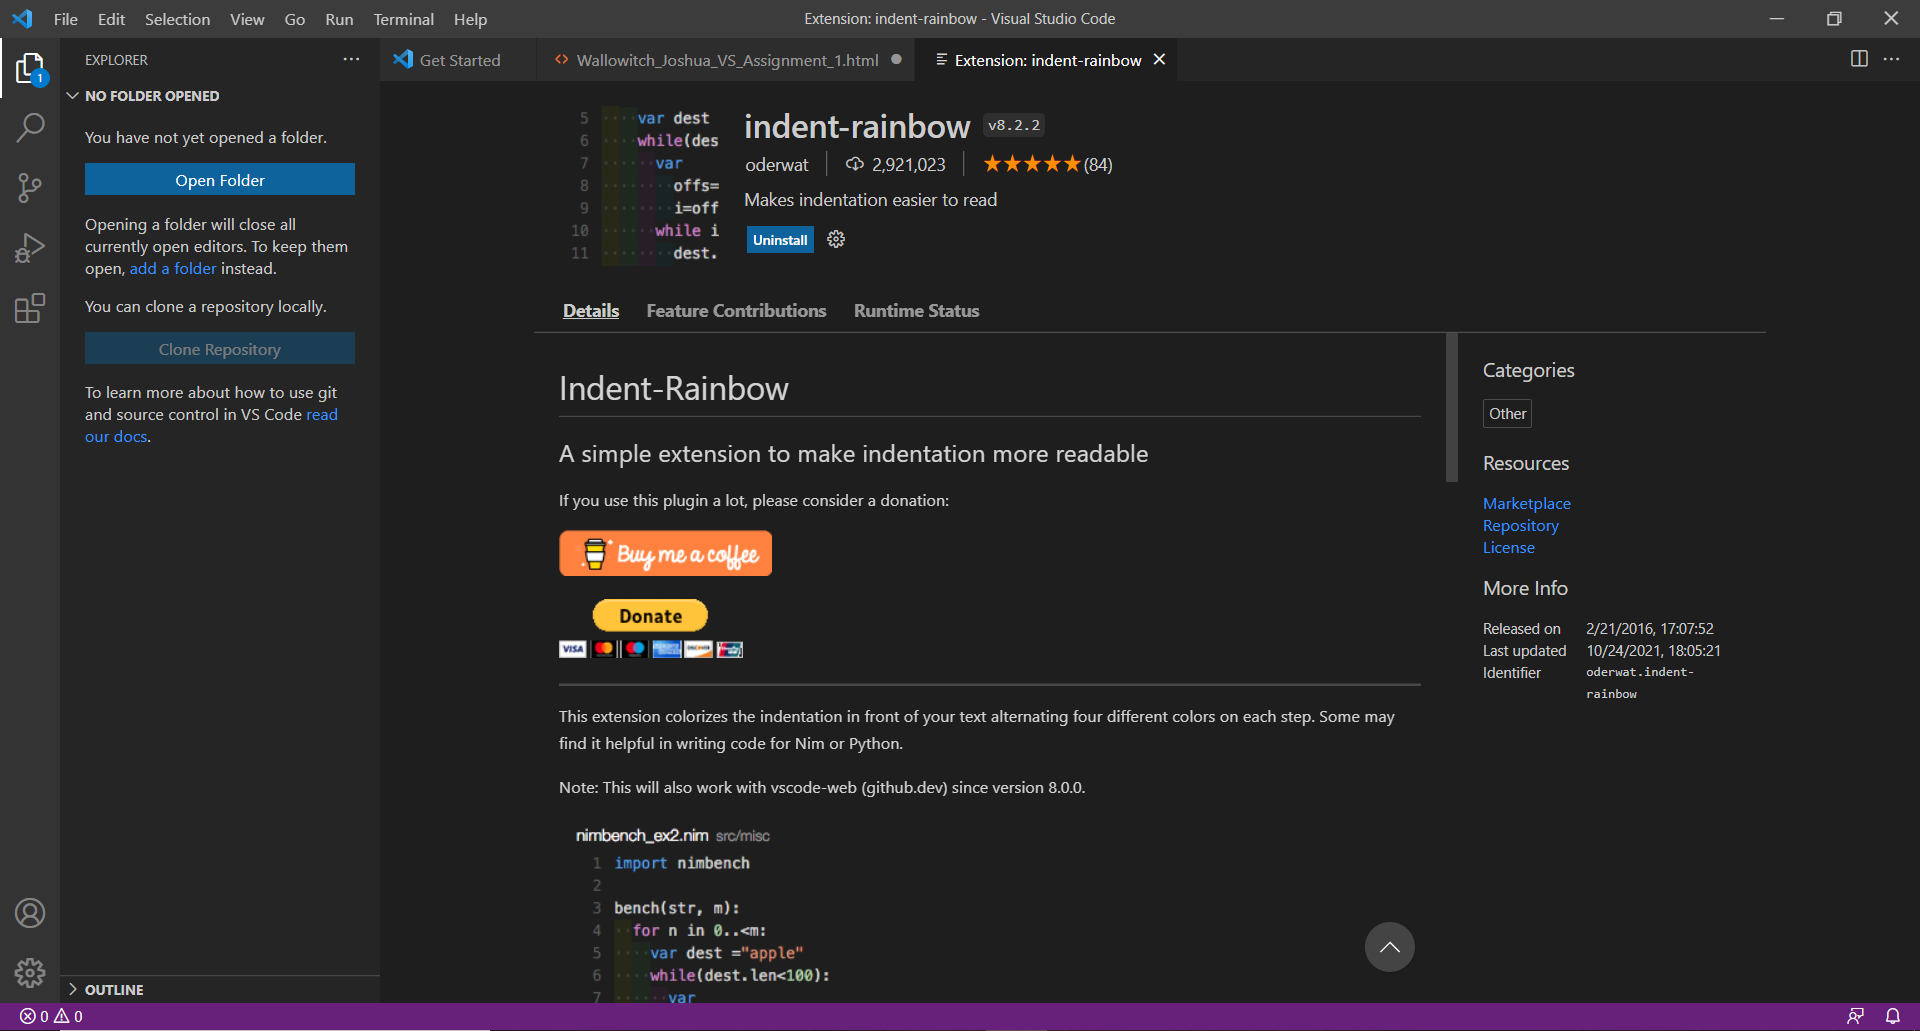 File Edit Selection View Go Run Terminal Help
Extension: indent-rainbow - Visual Studio Code
EXPLORER
Get Started
Wallowitch_Joshua_VS_Assignment_1.html
Extension: indent-rainbow
1
NO FOLDER OPENED
You have not yet opened a folder.
Open Folder
Opening a folder will close all
currently open editors. To keep them
open, add a folder instead.
You can clone a repository locally.
Clone Repository
To learn more about how to use git
and source control in VS Code read
our docs.
OUTLINE
5 ····var dest
6 ····while(des
7 ······var
8 ········offs=
9 ········i=off
10 ······while i
11 ········dest.
indent-rainbow v8.2.2
oderwat 2,921,023 ★★★★★(84)
Makes indentation easier to read
Uninstall
Details Feature Contributions Runtime Status
Indent-Rainbow
A simple extension to make indentation more readable
If you use this plugin a lot, please consider a donation:
Buy me a coffee
Donate
VISA
DISCOVER
This extension colorizes the indentation in front of your text alternating four different colors on each step. Some may
find it helpful in writing code for Nim or Python.
Note: This will also work with vscode-web (github.dev) since version 8.0.0.
nimbench_ex2.nim src/misc
1 import nimbench
2
3 bench(str, m):
4 ··for n in 0..<m:
5 ····var dest ="apple"
6 ····while(dest.len<100):
7 ······var
Categories
Other
Resources
Marketplace
Repository
License
More Info
Released on 2/21/2016, 17:07:52
Last updated 10/24/2021, 18:05:21
Identifier oderwat.indent-
rainbow
0 0